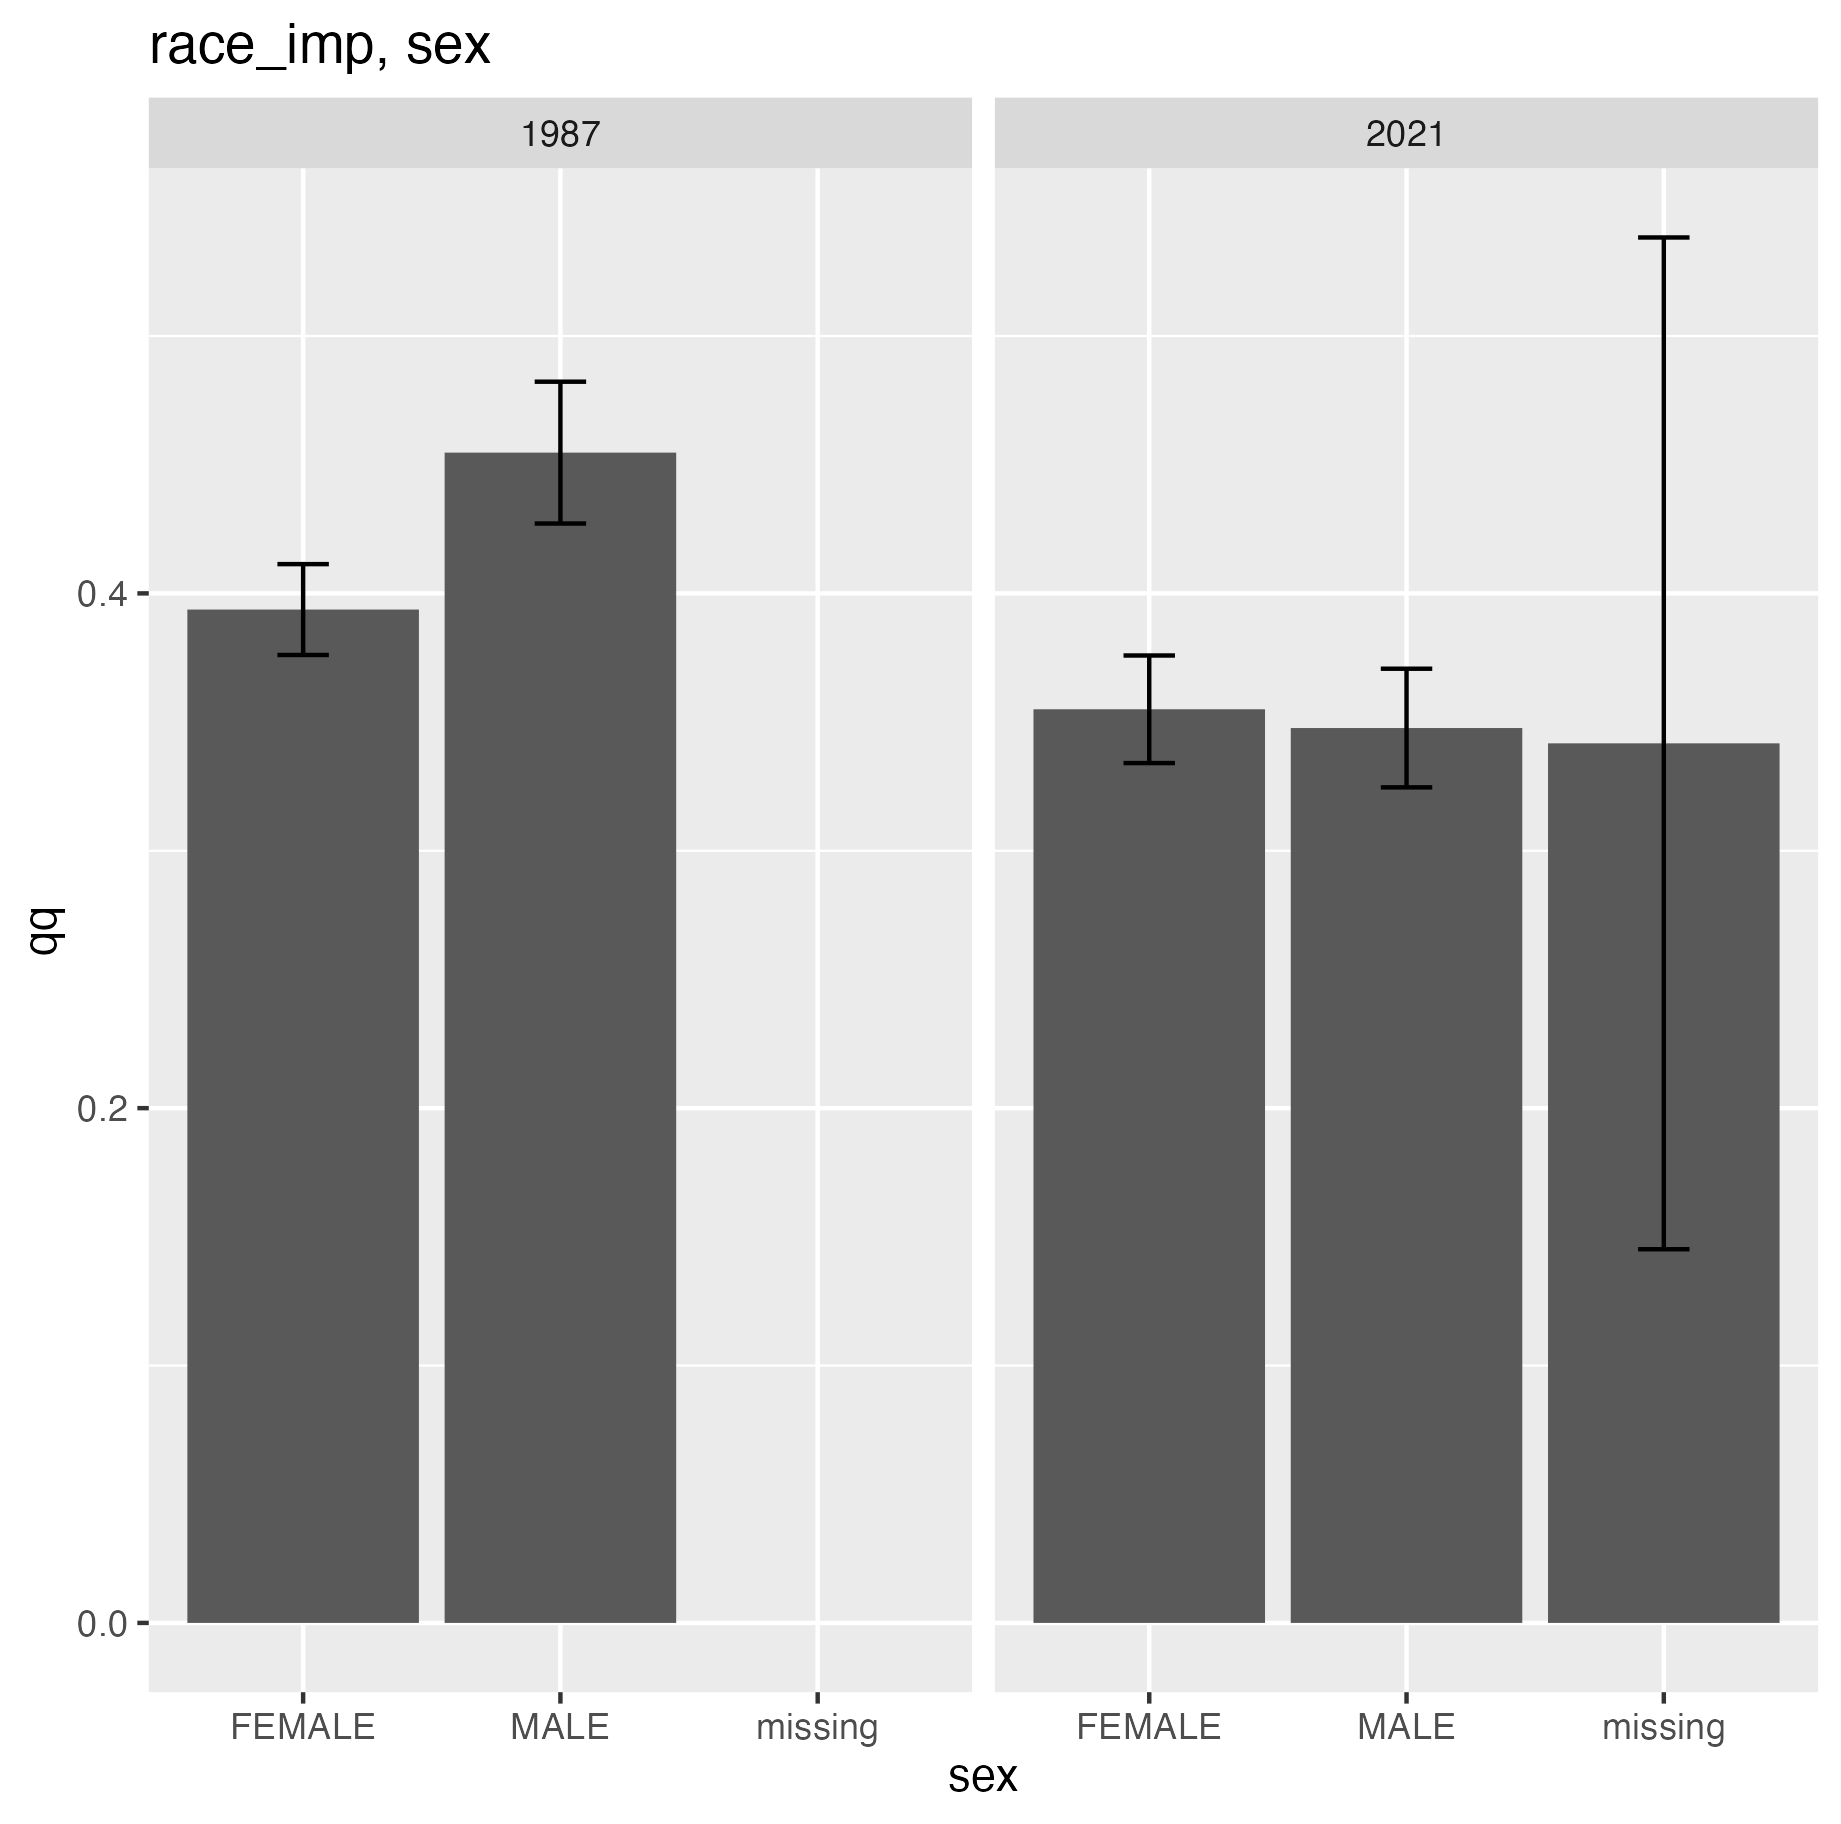 race_imp, sex
1987
2021
qq
0.4
0.2
0.0
FEMALE
MALE
missing
FEMALE
MALE
missing
sex